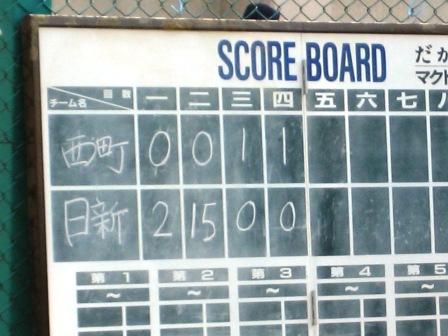 SCORE BOARD だか
マクド
回数 チーム名 一 二 三 四 五 六 七
西町 0 0 1 1
日新 2 15 0 0
第1 第2 第3 第4 第5
〜 〜 〜 〜 〜